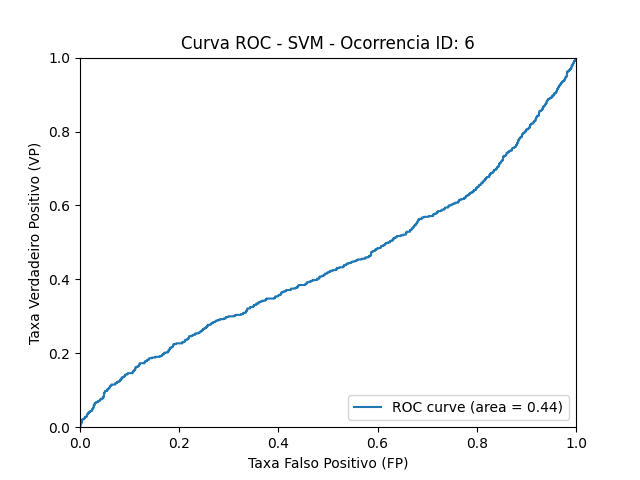 Curva ROC - SVM - Ocorrencia ID: 6
1.0
0.8
0.6
0.4
0.2
0.0
Taxa Verdadeiro Positivo (VP)
ROC curve (area = 0.44)
0.0 0.2 0.4 0.6 0.8 1.0
Taxa Falso Positivo (FP)